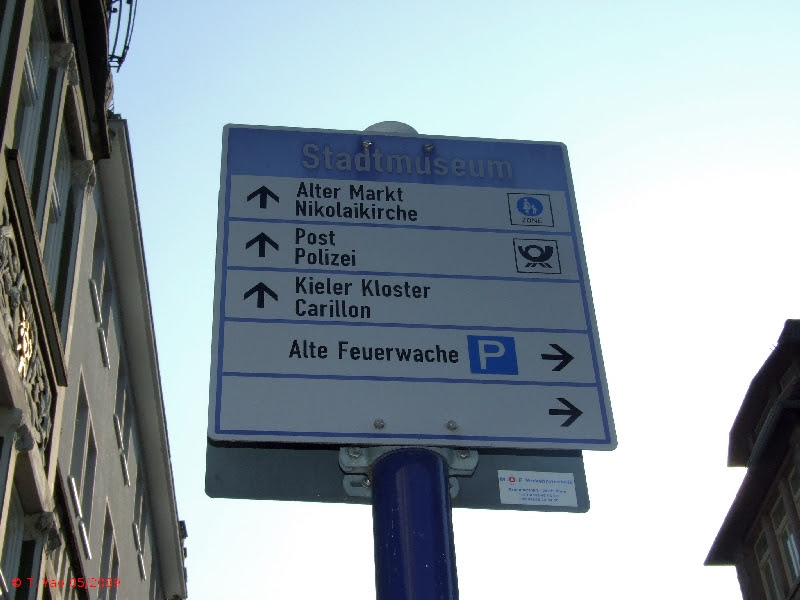 Stadtmuseum
Alter Markt
Nikolaikirche
ZONE
Post
Polizei
Kieler Kloster
Carillon
Alte Feuerwache P